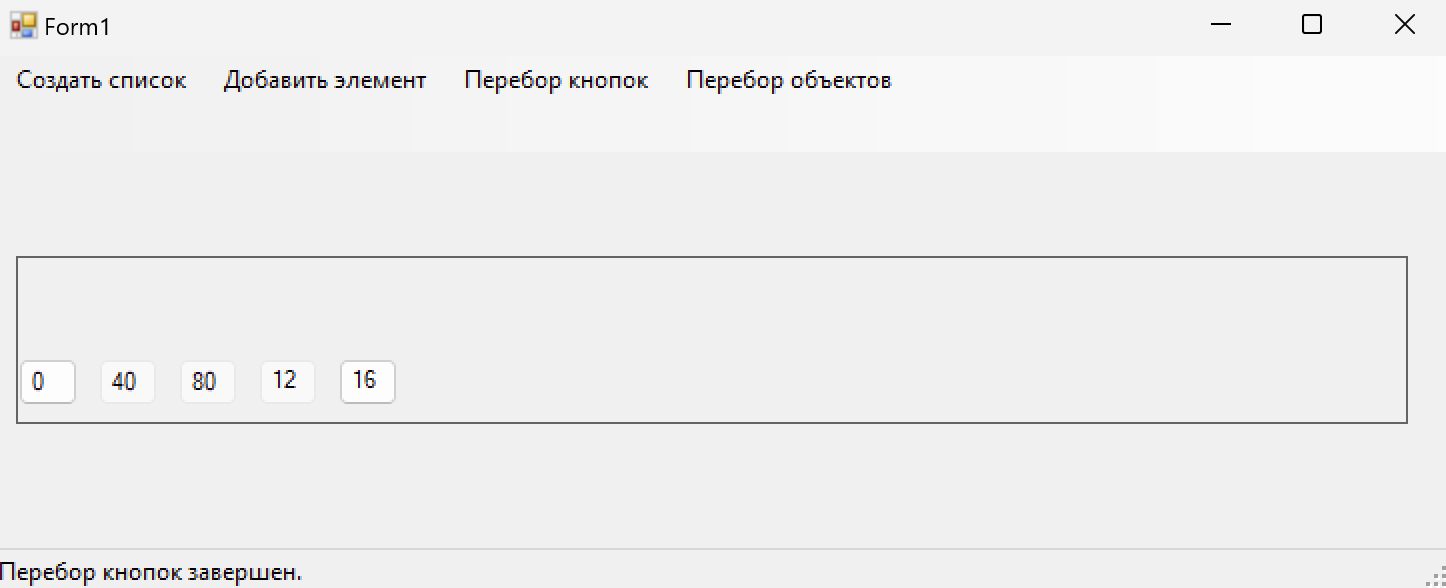 Form1
Создать список Добавить элемент Перебор кнопок Перебор объектов
0 40 80 12 16
Перебор кнопок завершен.